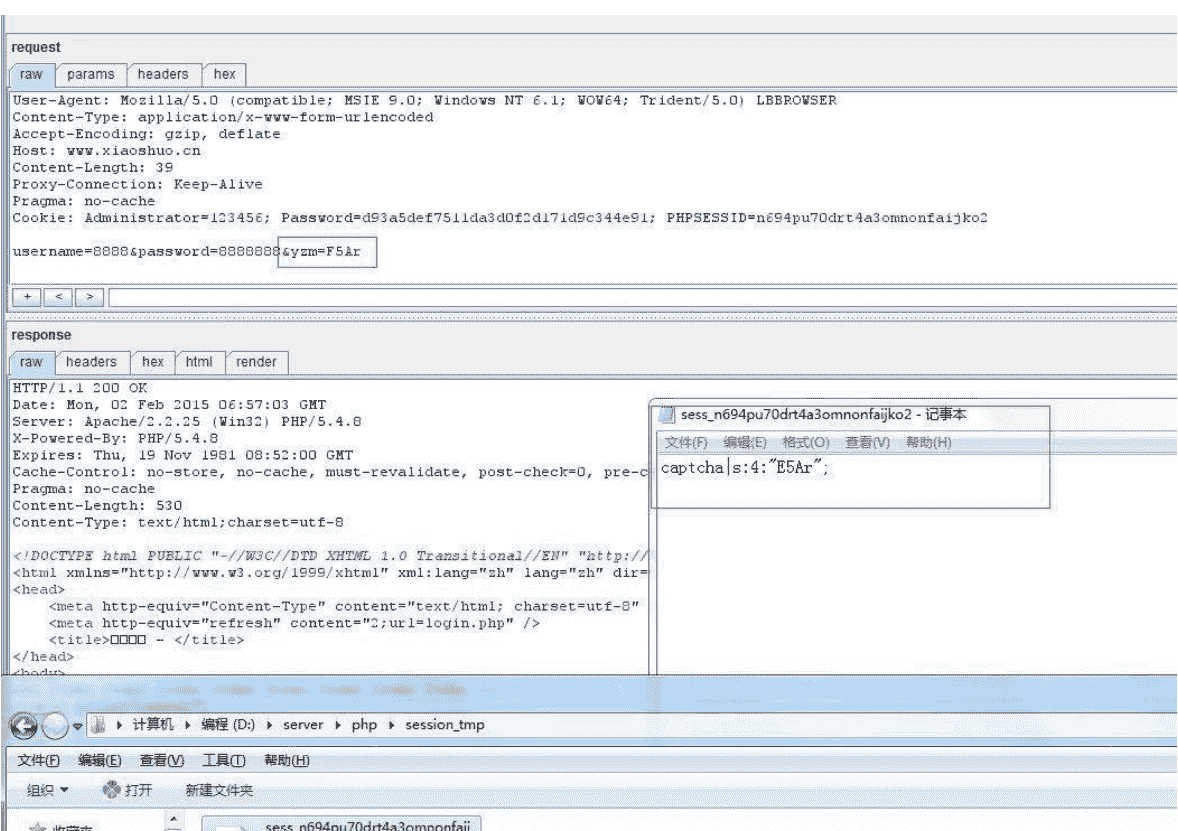 request
raw params headers hex
User-Agent: Mozilla/5.0 (compatible; MSIE 9.0; Windows NT 6.1; WOW64; Trident/5.0) LBBROWSER
Content-Type: application/x-www-form-urlencoded
Accept-Encoding: gzip, deflate
Host: www.xiaoshuo.cn
Content-Length: 39
Proxy-Connection: Keep-Alive
Pragma: no-cache
Cookie: Administrator=123456; Password=d93a5def7511da3d0f2d171d9c344e91; PHPSESSID=n694pu70drt4a3omnonfaijko2
username=8888&password=8888888&yzm=F5Ar
+ < >
response
raw headers hex html render
HTTP/1.1 200 OK
Date: Mon, 02 Feb 2015 06:57:03 GMT
Server: Apache/2.2.25 (Win32) PHP/5.4.8
X-Powered-By: PHP/5.4.8
Expires: Thu, 19 Nov 1981 08:52:00 GMT
Cache-Control: no-store, no-cache, must-revalidate, post-check=0, pre-c
Pragma: no-cache
Content-Length: 530
Content-Type: text/html;charset=utf-8
<!DOCTYPE html PUBLIC "-//W3C//DTD XHTML 1.0 Transitional//EN" "http://
<html xmlns="http://www.w3.org/1999/xhtml" xml:lang="zh" lang="zh" dir=
<head>
<meta http-equiv="Content-Type" content="text/html; charset=utf-8"
<meta http-equiv="refresh" content="2;url=login.php" />
<title>□□□□ - </title>
</head>
<body>
sess_n694pu70drt4a3omnonfaijko2 - 记事本
文件(F) 编辑(E) 格式(O) 查看(V) 帮助(H)
captcha|s:4:"E5Ar";
计算机 编程 (D:) server php session_tmp
文件(F) 编辑(E) 查看(V) 工具(T) 帮助(H)
组织 打开 新建文件夹
收藏夹
sess_n694pu70drt4a3omnonfaij